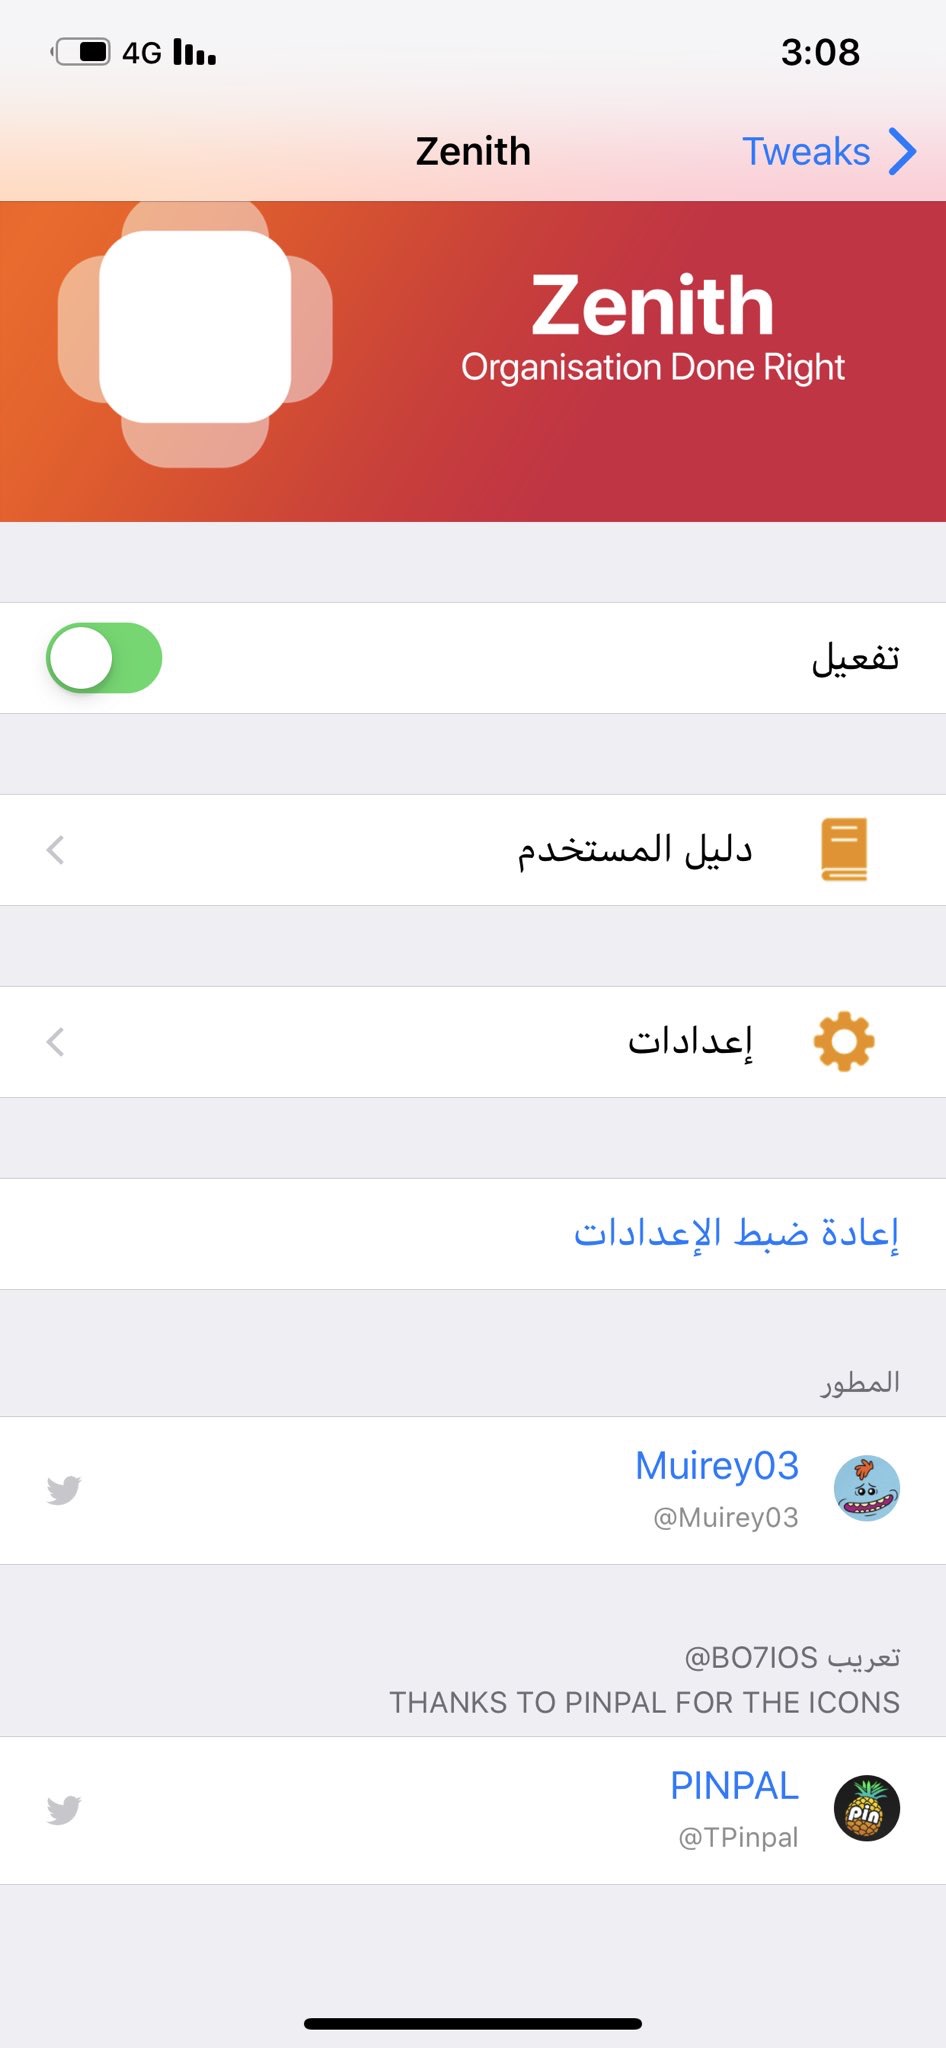 3:08
4G
Tweaks
Zenith
Zenith
Organisation Done Right
تفعيل
دليل المستخدم
إعدادات
إعادة ضبط الإعدادات
المطور
Muirey03
@Muirey03
تعريب @BO7IOS
THANKS TO PINPAL FOR THE ICONS
PINPAL
@TPinpal
pin